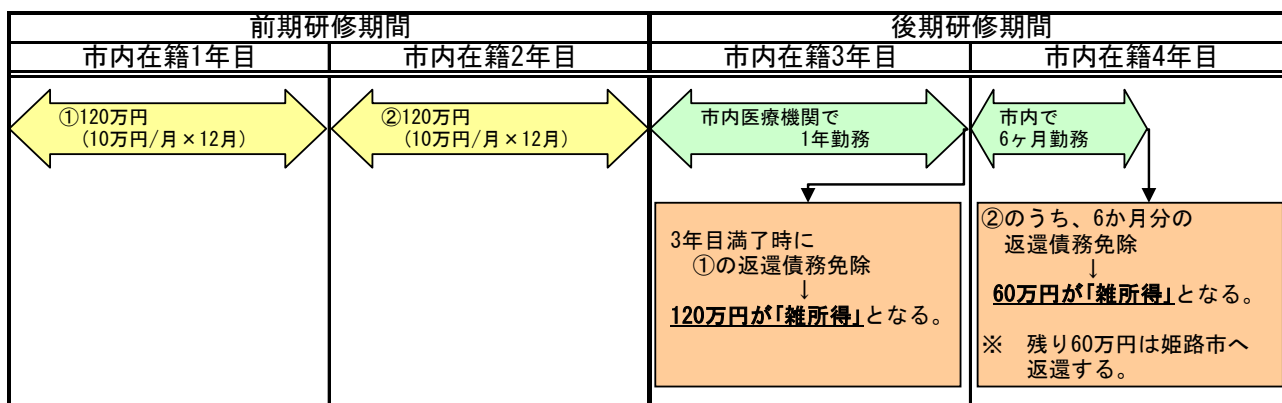 前期研修期間
後期研修期間
市内在籍1年目
市内在籍2年目
市内在籍3年目
市内在籍4年目
①120万円
(10万円/月×12月)
②120万円
(10万円/月×12月)
市内医療機関で
1年勤務
市内で
6ヶ月勤務
3年目満了時に
①の返還債務免除
↓
120万円が「雑所得」となる。
②のうち、6か月分の
返還債務免除
↓
60万円が「雑所得」となる。
※　残り60万円は姫路市へ
返還する。